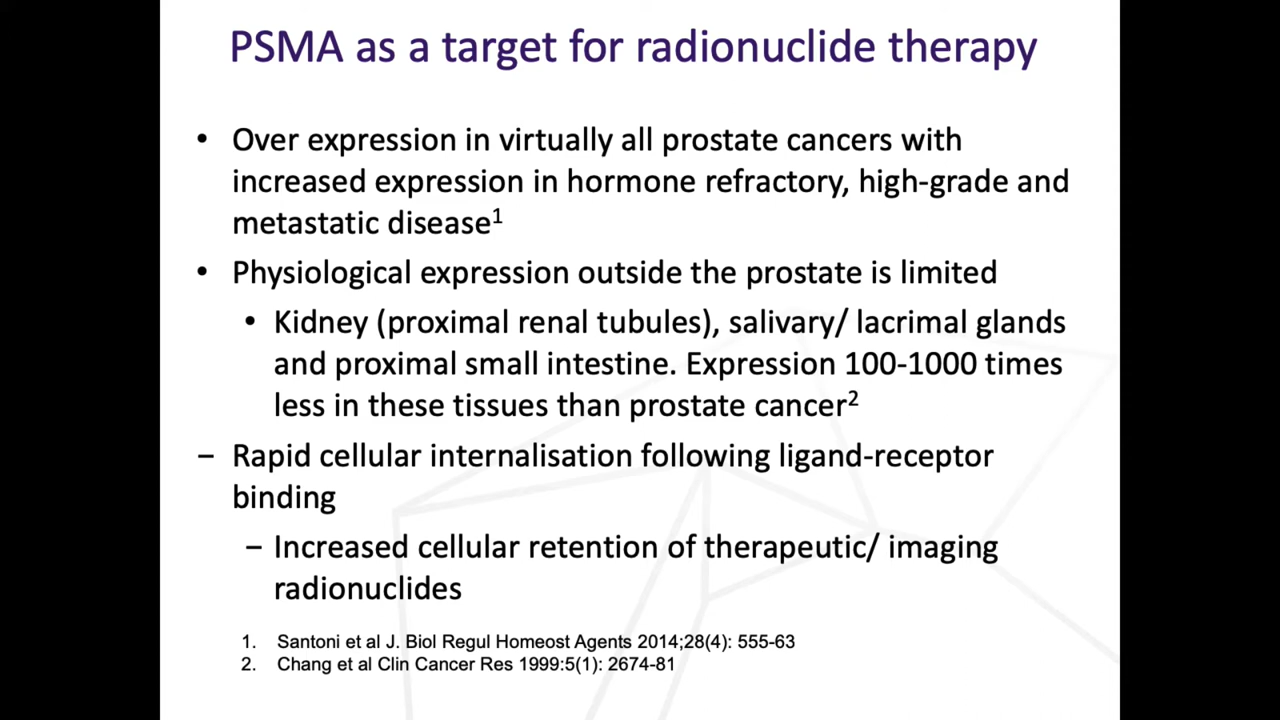 PSMA as a target for radionuclide therapy
• Over expression in virtually all prostate cancers with
increased expression in hormone refractory, high-grade and
metastatic disease1
• Physiological expression outside the prostate is limited
• Kidney (proximal renal tubules), salivary/ lacrimal glands
and proximal small intestine. Expression 100-1000 times
less in these tissues than prostate cancer2
− Rapid cellular internalisation following ligand-receptor
binding
− Increased cellular retention of therapeutic/ imaging
radionuclides
1. Santoni et al J. Biol Regul Homeost Agents 2014;28(4): 555-63
2. Chang et al Clin Cancer Res 1999:5(1): 2674-81